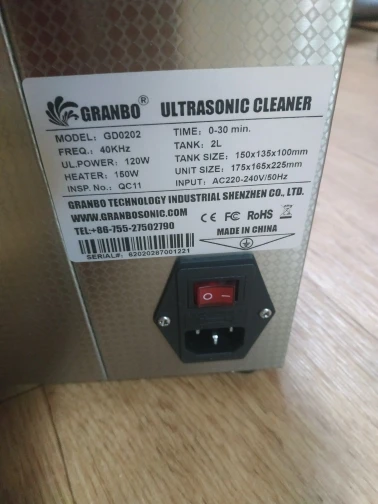 GRANBO® ULTRASONIC CLEANER
MODEL: GD0202 TIME: 0-30 min.
FREQ.: 40KHz TANK: 2L
UL.POWER: 120W TANK SIZE: 150x135x100mm
HEATER: 150W UNIT SIZE: 175x165x225mm
INSP. No.: QC11 INPUT: AC220-240V/50Hz
GRANBO TECHNOLOGY INDUSTRIAL SHENZHEN CO., LTD.
WWW.GRANBOSONIC.COM
CE FC RoHS
TEL:+86-755-27502790
MADE IN CHINA
SERIAL#: 62020287001221
O –